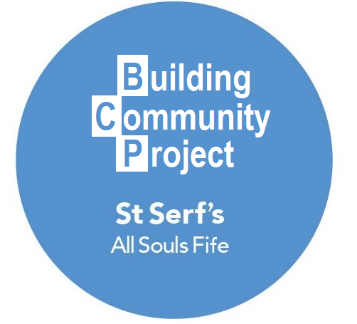 Building
Community
Project
St Serf's
All Souls Fife